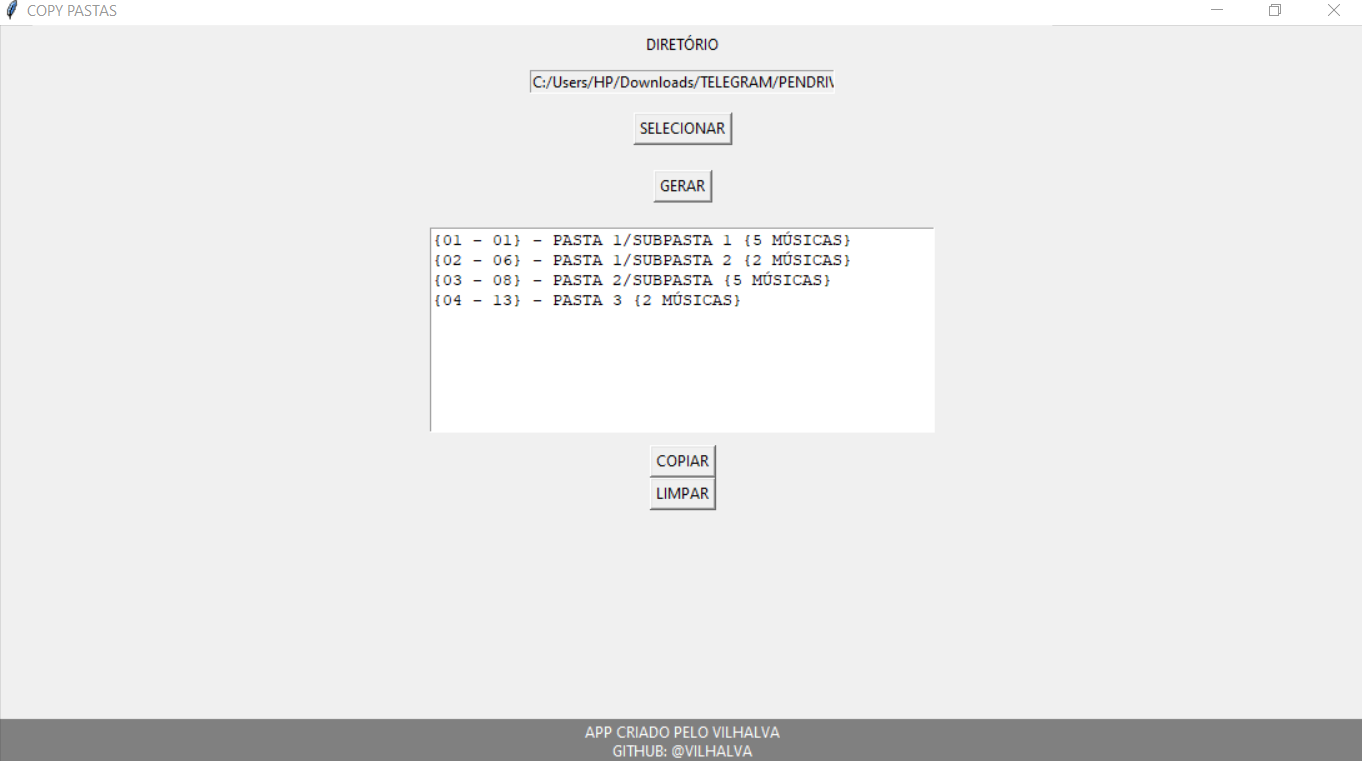 COPY PASTAS
DIRETÓRIO
C:/Users/HP/Downloads/TELEGRAM/PENDRIV
SELECIONAR
GERAR
{01 - 01} - PASTA 1/SUBPASTA 1 {5 MÚSICAS}
{02 - 06} - PASTA 1/SUBPASTA 2 {2 MÚSICAS}
{03 - 08} - PASTA 2/SUBPASTA {5 MÚSICAS}
{04 - 13} - PASTA 3 {2 MÚSICAS}
COPIAR
LIMPAR
APP CRIADO PELO VILHALVA
GITHUB: @VILHALVA